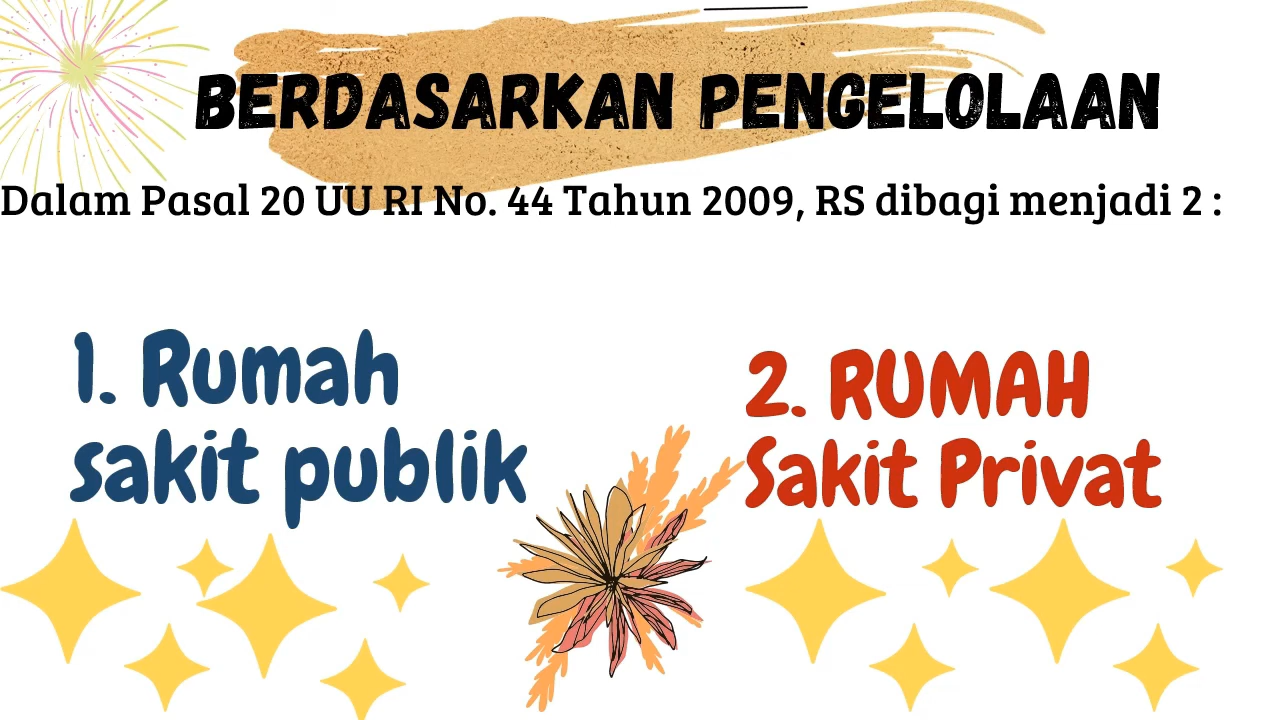 BERDASARKAN PENGELOLAAN
Dalam Pasal 20 UU RI No. 44 Tahun 2009, RS dibagi menjadi 2 :
1. Rumah
sakit publik
2. RUMAH
Sakit Privat